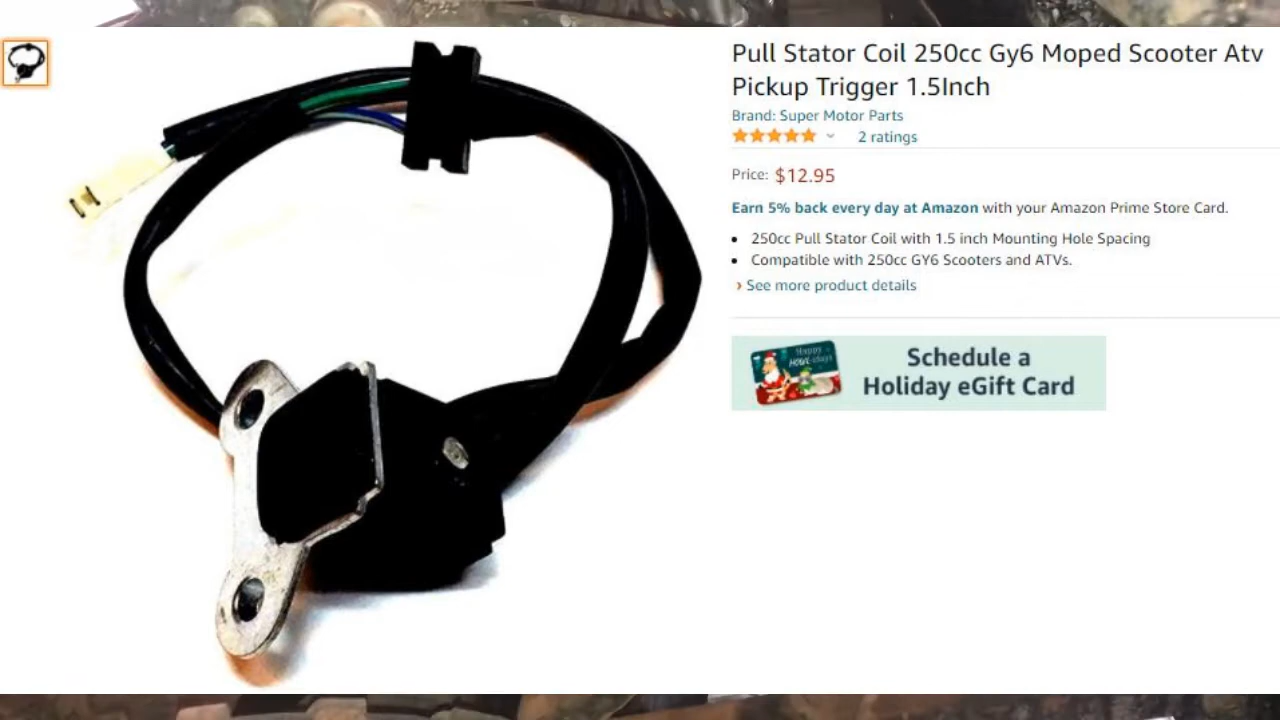 Pull Stator Coil 250cc Gy6 Moped Scooter Atv
Pickup Trigger 1.5Inch
Brand: Super Motor Parts
2 ratings
Price: $12.95
Earn 5% back every day at Amazon with your Amazon Prime Store Card.
250cc Pull Stator Coil with 1.5 inch Mounting Hole Spacing
Compatible with 250cc GY6 Scooters and ATVs.
› See more product details
Happy
HOWL-idays
Schedule a
Holiday eGift Card